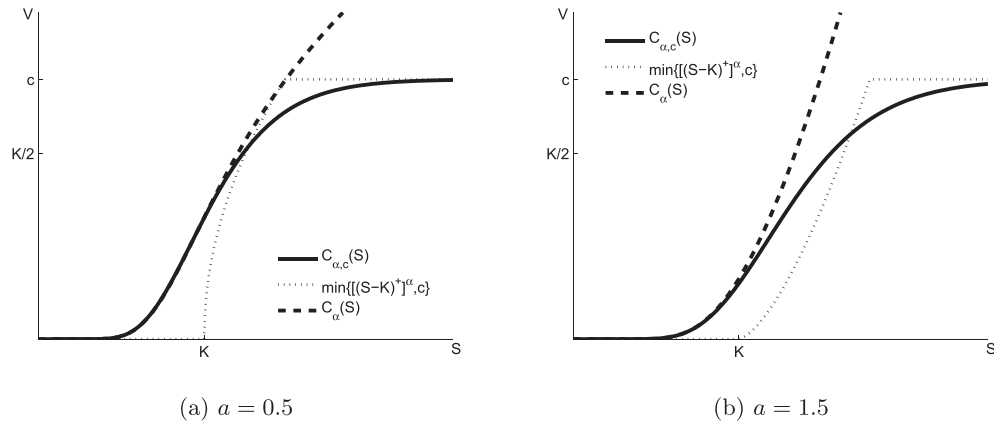 V
c
K/2
C_{α,c}(S)
min{[(S−K)^+]^α,c}
C_α(S)
K
S
(a) a = 0.5
V
C_{α,c}(S)
min{[(S−K)^+]^α,c}
C_α(S)
c
K/2
K
S
(b) a = 1.5